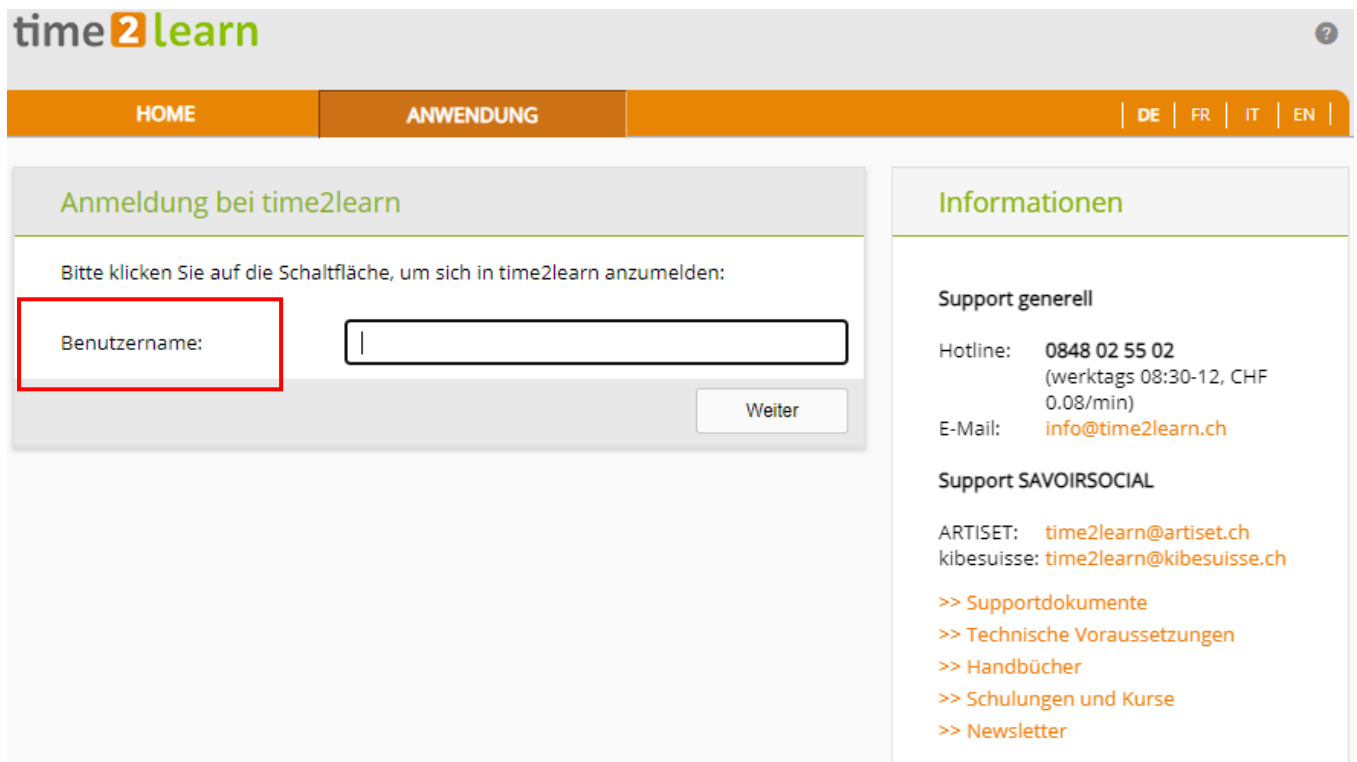 time2learn
?
HOME ANWENDUNG DE FR IT EN
Anmeldung bei time2learn
Bitte klicken Sie auf die Schaltfläche, um sich in time2learn anzumelden:
Benutzername:
Weiter
Informationen
Support generell
Hotline: 0848 02 55 02
(werktags 08:30-12, CHF
0.08/min)
E-Mail: info@time2learn.ch
Support SAVOIRSOCIAL
ARTISET: time2learn@artiset.ch
kibesuisse: time2learn@kibesuisse.ch
>> Supportdokumente
>> Technische Voraussetzungen
>> Handbücher
>> Schulungen und Kurse
>> Newsletter